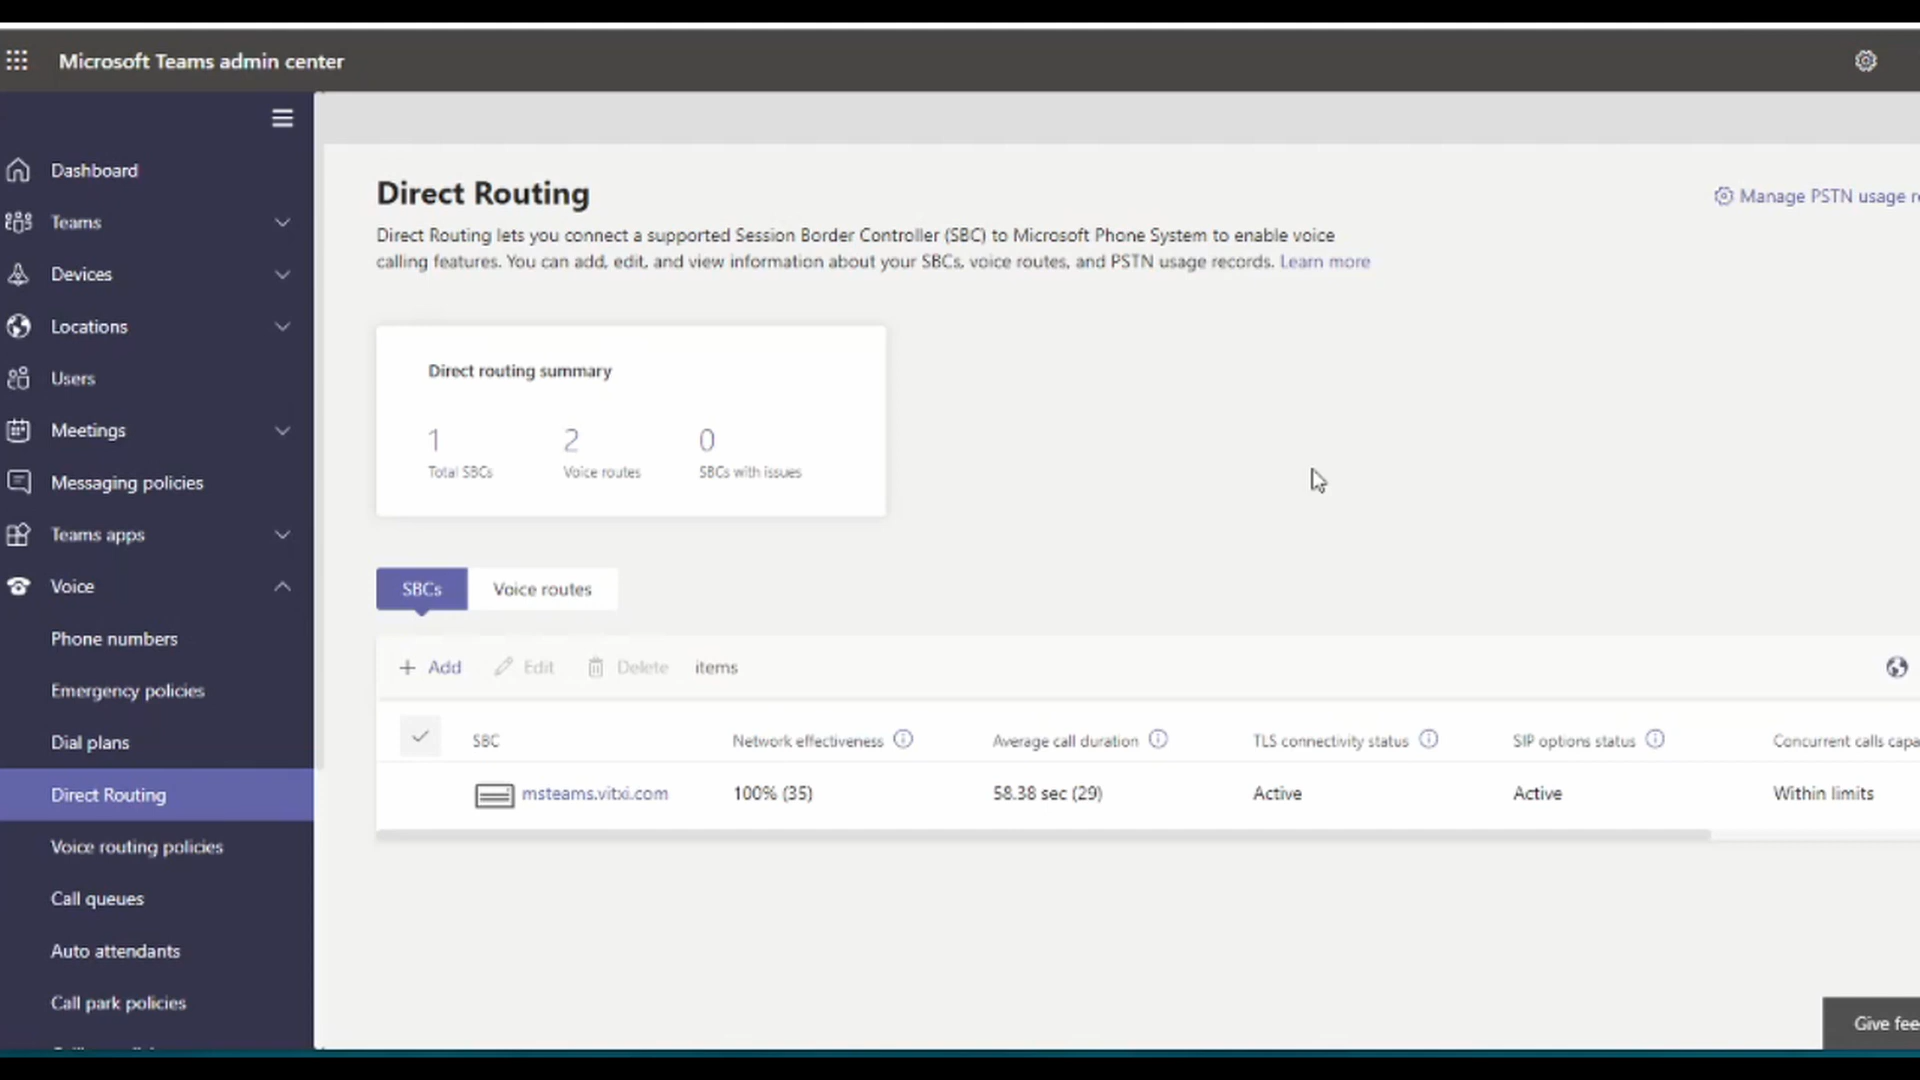 Microsoft Teams admin center
Dashboard
Teams
Devices
Locations
Users
Meetings
Messaging policies
Teams apps
Voice
Phone numbers
Emergency policies
Dial plans
Direct Routing
Voice routing policies
Call queues
Auto attendants
Call park policies
Direct Routing
Manage PSTN usage re
Direct Routing lets you connect a supported Session Border Controller (SBC) to Microsoft Phone System to enable voice
calling features. You can add, edit, and view information about your SBCs, voice routes, and PSTN usage records. Learn more
Direct routing summary
1 2 0
Total SBCs Voice routes SBCs with issues
SBCs Voice routes
Add Edit Delete items
SBC Network effectiveness Average call duration TLS connectivity status SIP options status Concurrent calls capa
msteams.vitxi.com 100% (35) 58.38 sec (29) Active Active Within limits
Give fee